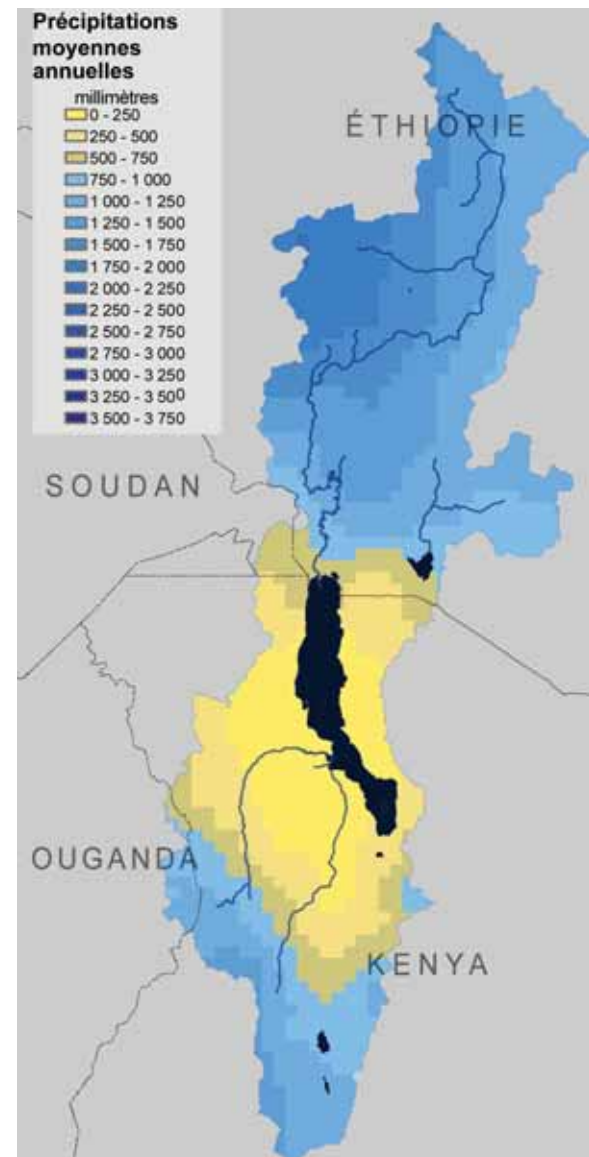 Précipitations
moyennes
annuelles
millimètres
0 - 250
250 - 500
500 - 750
750 - 1 000
1 000 - 1 250
1 250 - 1 500
1 500 - 1 750
1 750 - 2 000
2 000 - 2 250
2 250 - 2 500
2 500 - 2 750
2 750 - 3 000
3 000 - 3 250
3 250 - 3 500
3 500 - 3 750
ÉTHIOPIE
SOUDAN
OUGANDA
KENYA